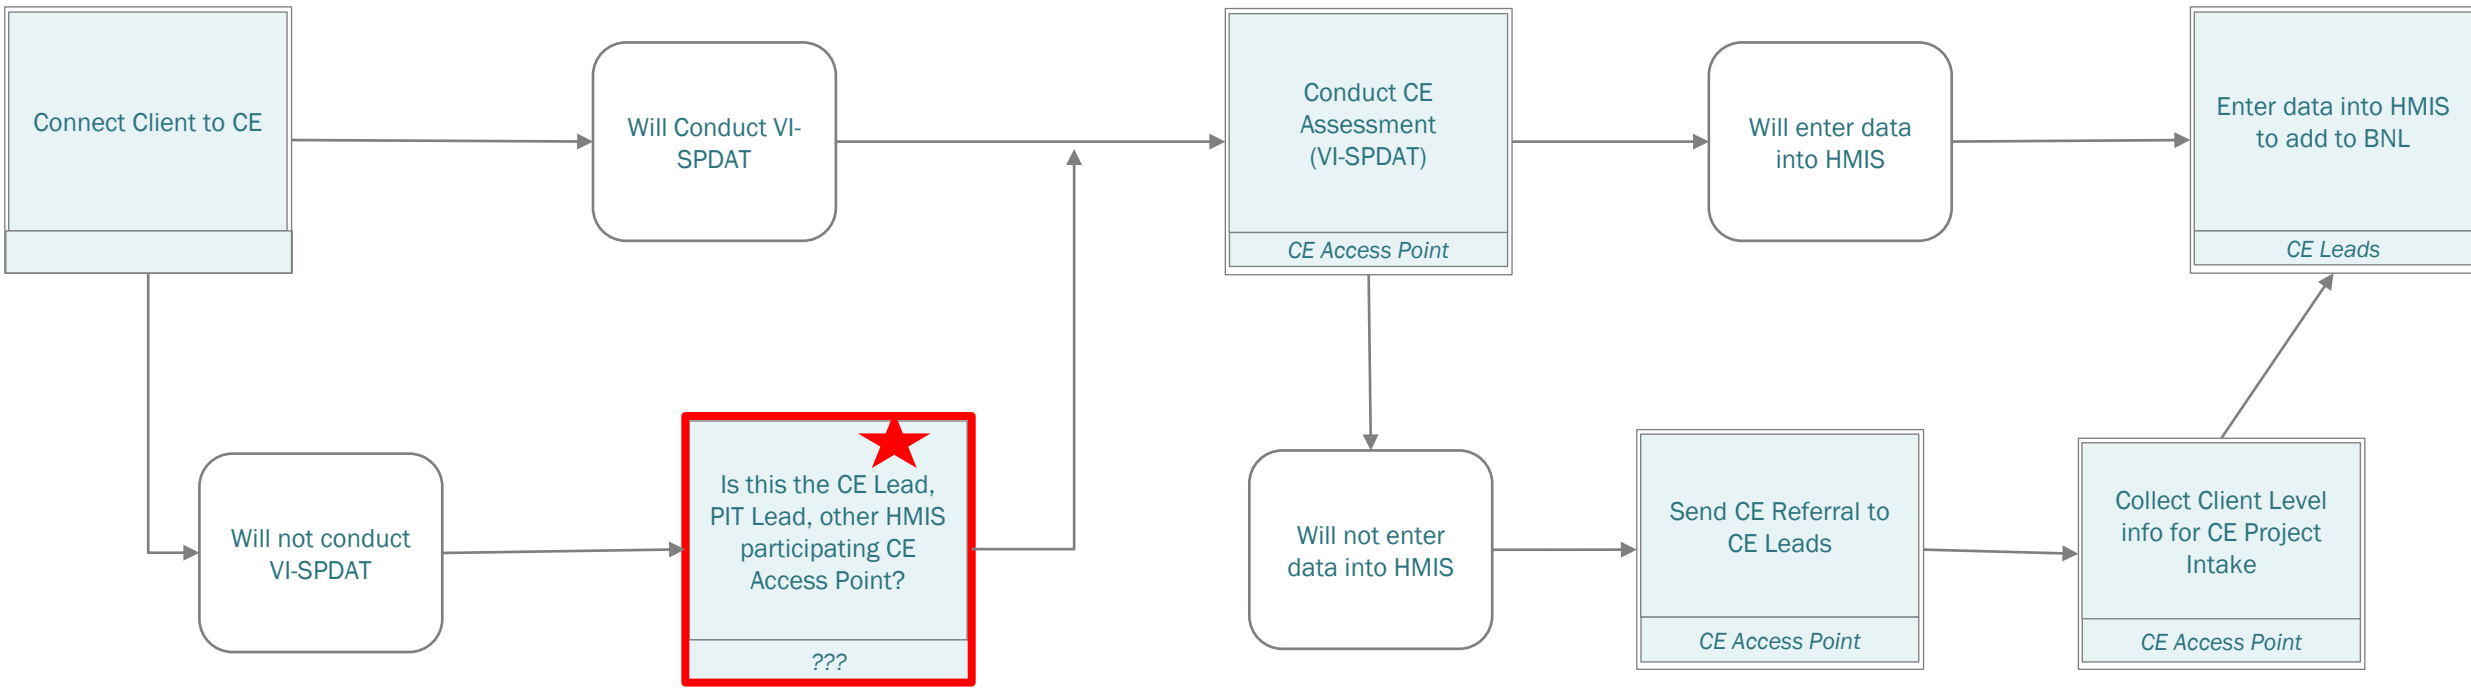 Connect Client to CE
Will Conduct VI-
SPDAT
Conduct CE
Assessment
(VI-SPDAT)
CE Access Point
Will enter data
into HMIS
Enter data into HMIS
to add to BNL
CE Leads
Will not conduct
VI-SPDAT
Is this the CE Lead,
PIT Lead, other HMIS
participating CE
Access Point?
???
Will not enter
data into HMIS
Send CE Referral to
CE Leads
CE Access Point
Collect Client Level
info for CE Project
Intake
CE Access Point